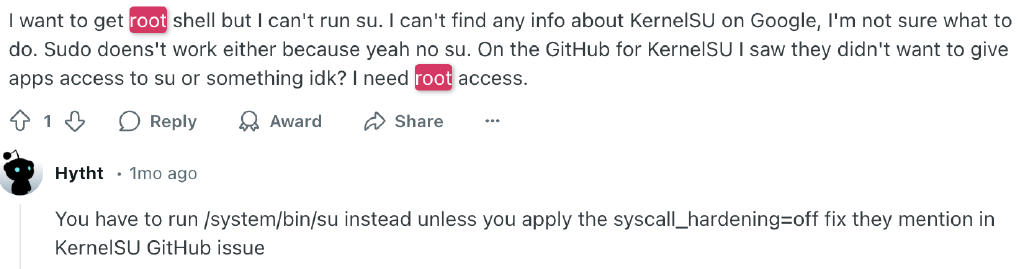 I want to get root shell but I can't run su. I can't find any info about KernelSU on Google, I'm not sure what to
do. Sudo doens't work either because yeah no su. On the GitHub for KernelSU I saw they didn't want to give
apps access to su or something idk? I need root access.
1 Reply Award Share ...
Hytht • 1mo ago
You have to run /system/bin/su instead unless you apply the syscall_hardening=off fix they mention in
KernelSU GitHub issue